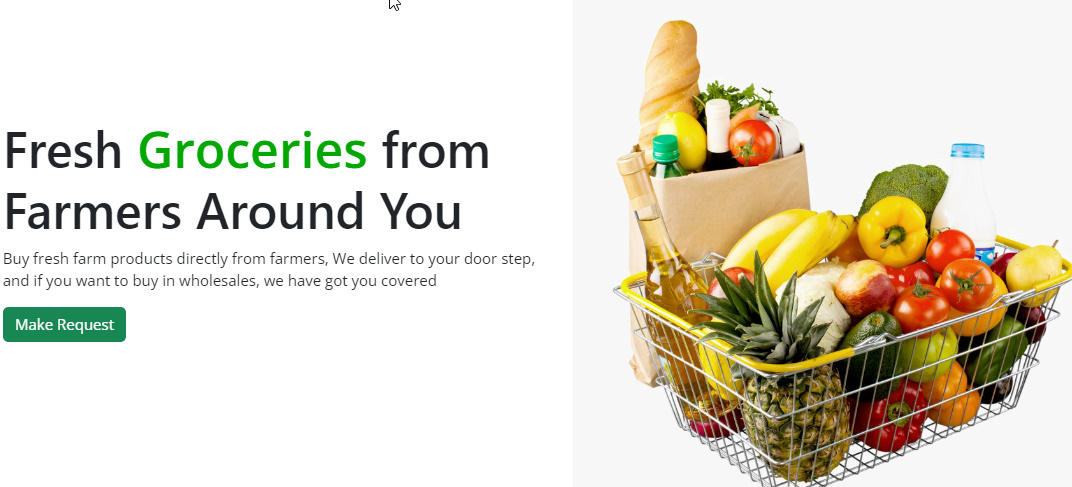 Fresh Groceries from
Farmers Around You
Buy fresh farm products directly from farmers, We deliver to your door step,
and if you want to buy in wholesales, we have got you covered
Make Request